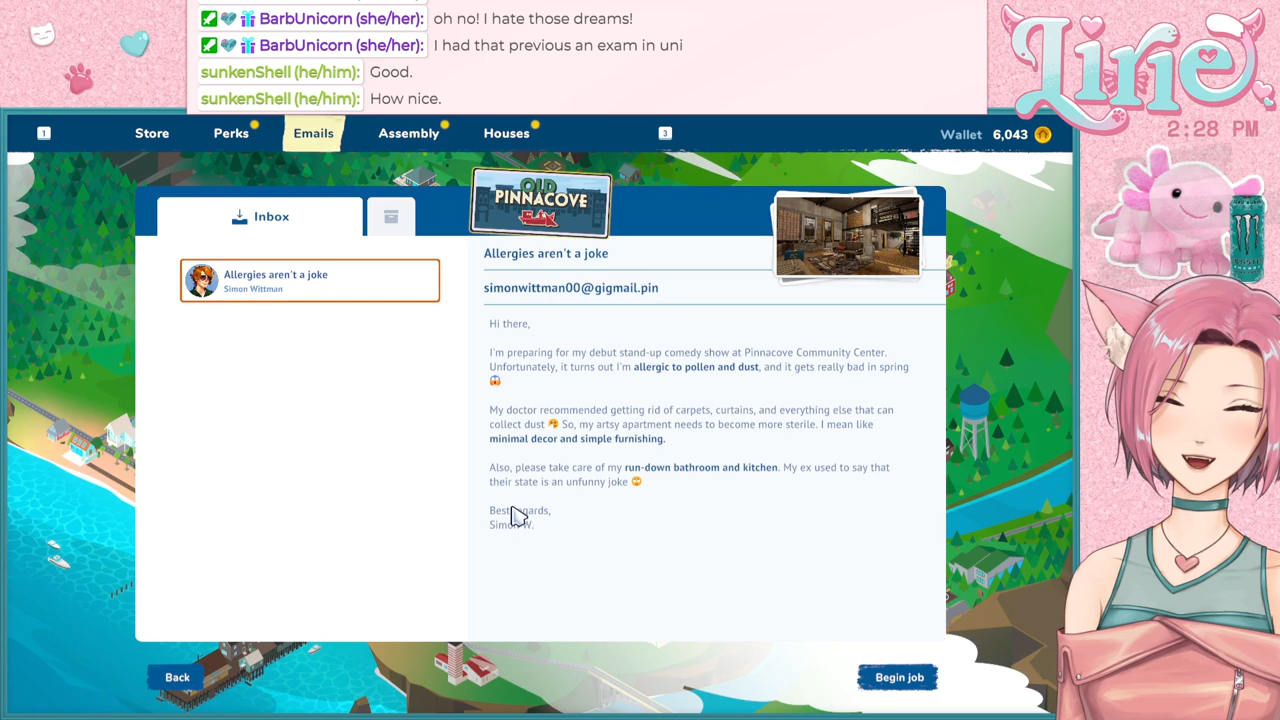 BarbUnicorn (she/her): oh no! I hate those dreams!
BarbUnicorn (she/her): I had that previous an exam in uni
sunkenShell (he/him): Good.
sunkenShell (he/him): How nice.
Lirie
2:28 PM
1 Store Perks Emails Assembly Houses 3 Wallet 6,043
Inbox
OLD
PINNACOVE
Allergies aren't a joke
Simon Wittman
Allergies aren't a joke
simonwittman00@gigmail.pin
Hi there,
I'm preparing for my debut stand-up comedy show at Pinnacove Community Center.
Unfortunately, it turns out I'm allergic to pollen and dust, and it gets really bad in spring
😱
My doctor recommended getting rid of carpets, curtains, and everything else that can
collect dust 🤧 So, my artsy apartment needs to become more sterile. I mean like
minimal decor and simple furnishing.
Also, please take care of my run-down bathroom and kitchen. My ex used to say that
their state is an unfunny joke 🙄
Best regards,
Simon W.
Back
Begin job